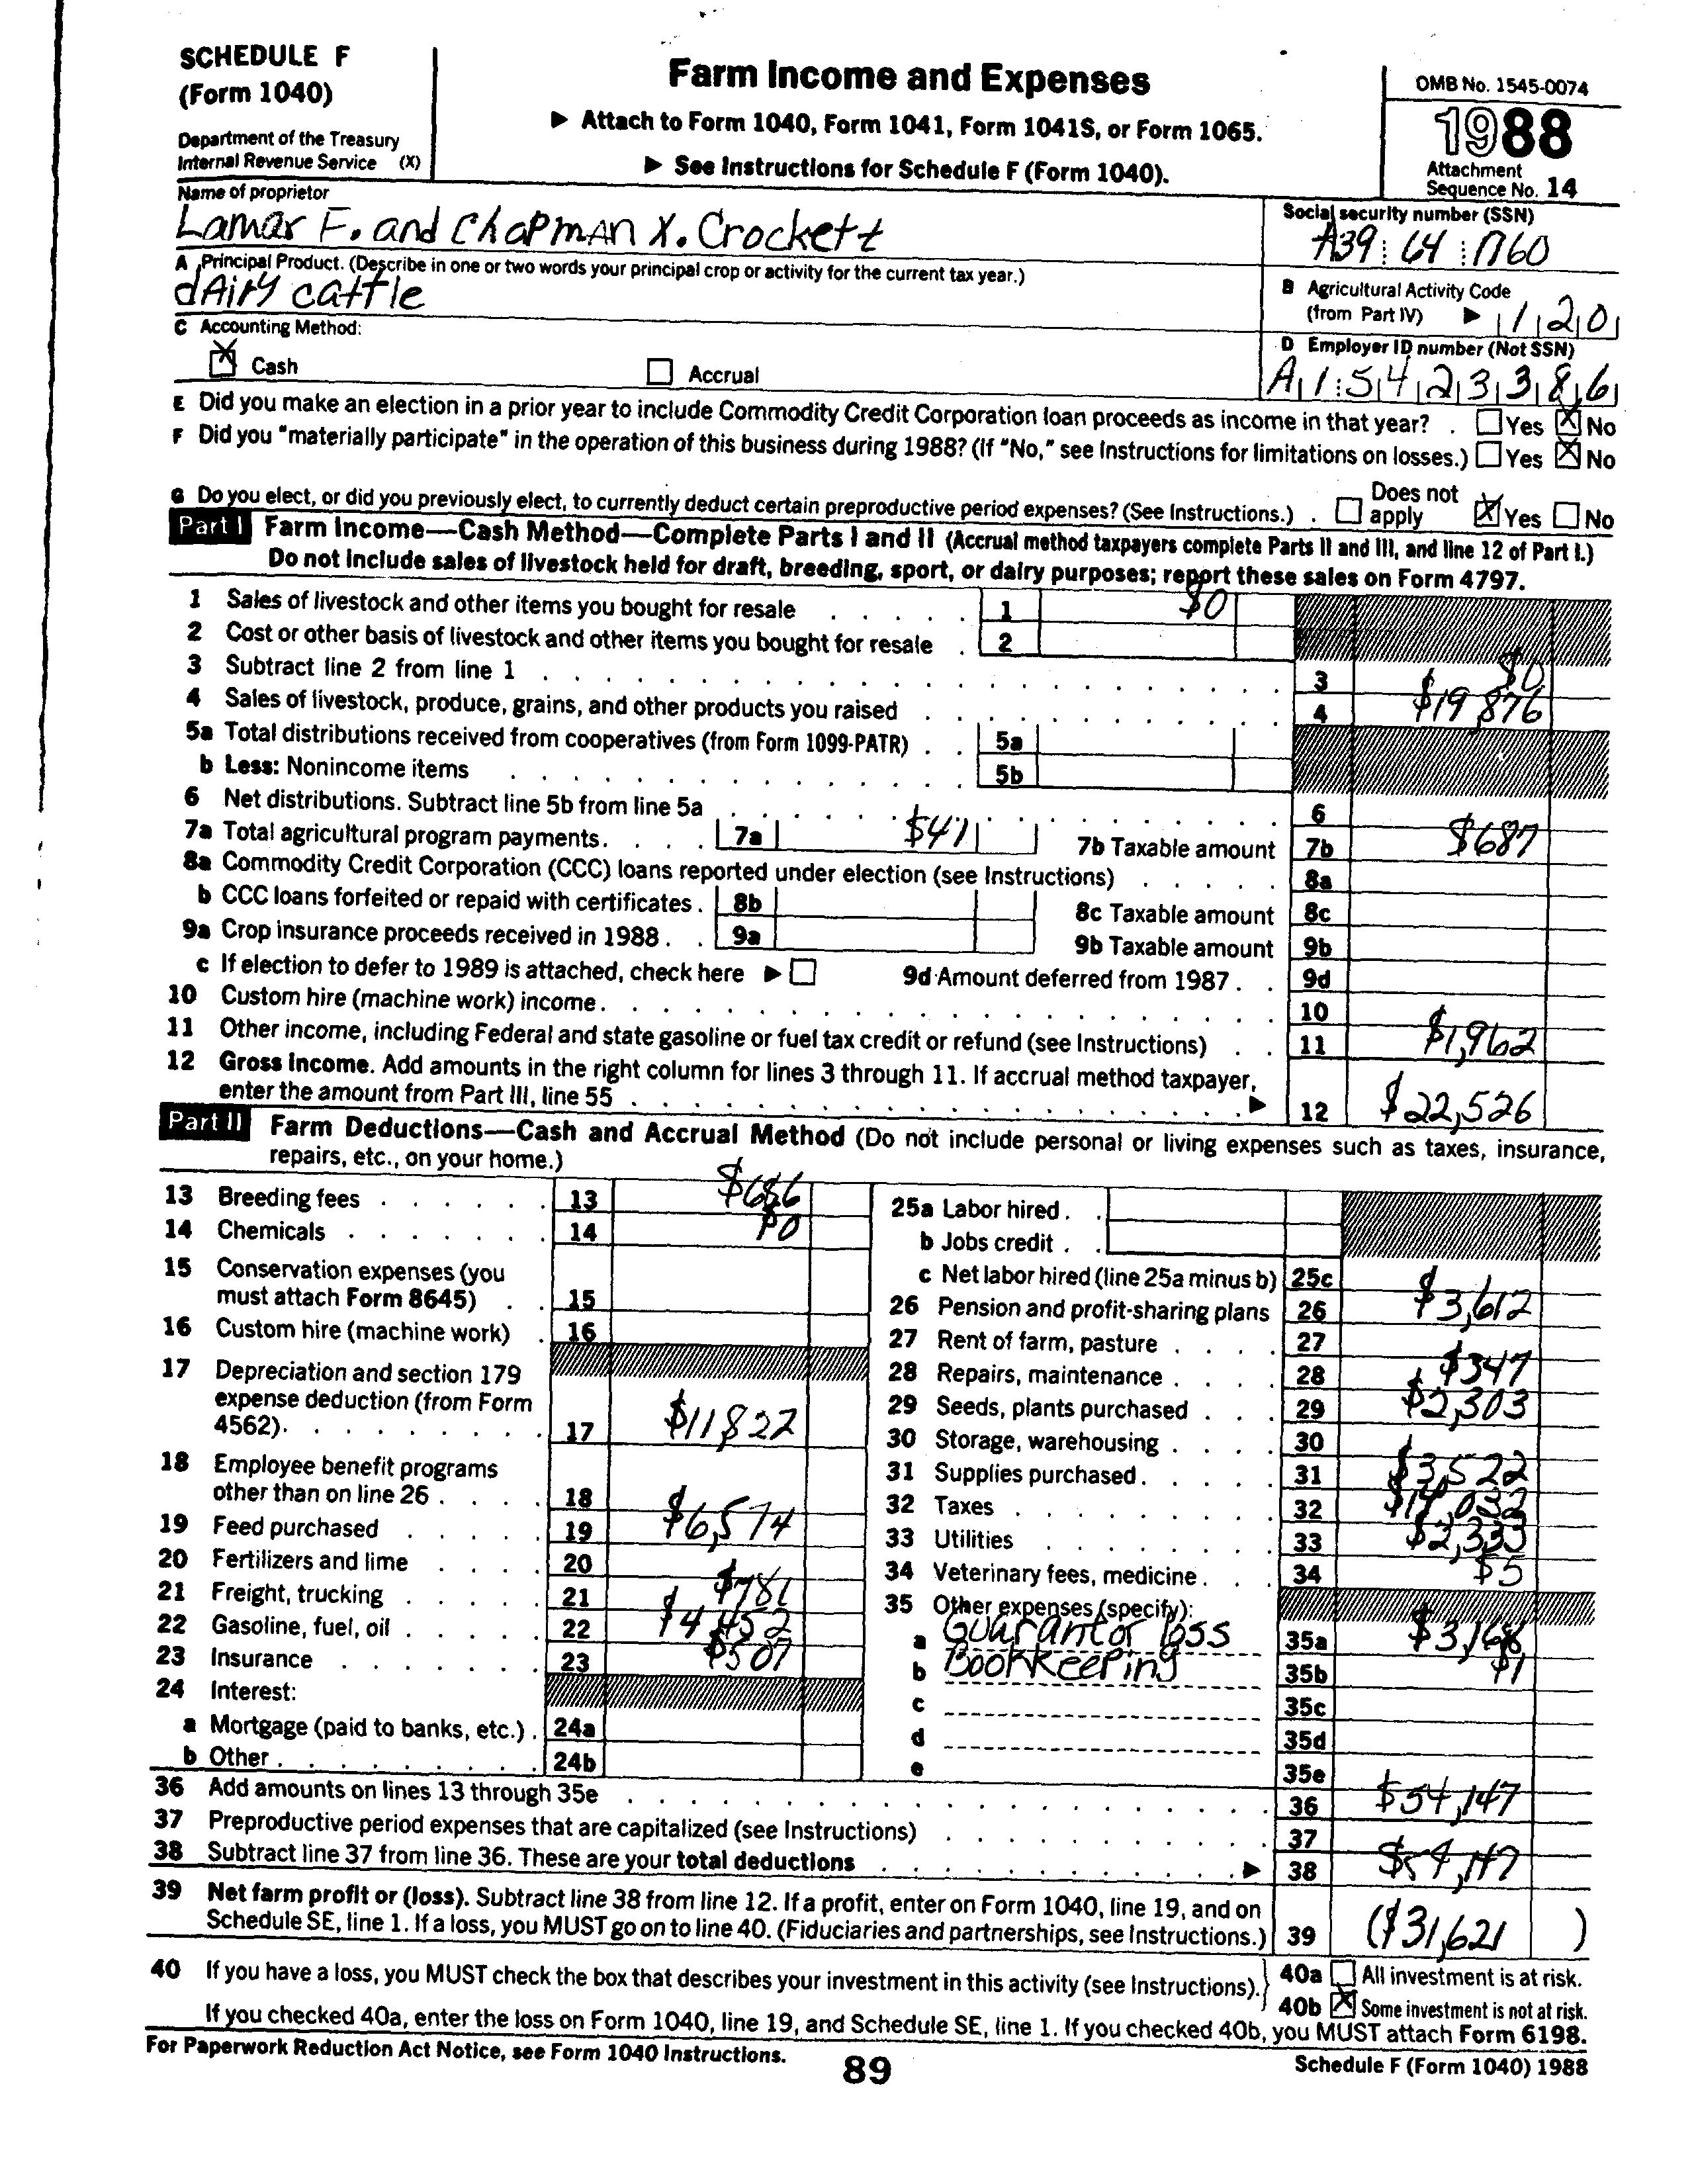 SCHEDULE F
(Form 1040)
Department of the Treasury
Internal Revenue Service (X)
Farm Income and Expenses
▶ Attach to Form 1040, Form 1041, Form 1041S, or Form 1065.
▶ See Instructions for Schedule F (Form 1040).
OMB No. 1545-0074
1988
Attachment
Sequence No. 14
Name of proprietor
Lamar F. and Chapman X. Crockett
Social security number (SSN)
A39 64 1760
A Principal Product. (Describe in one or two words your principal crop or activity for the current tax year.)
dairy cattle
B Agricultural Activity Code
(from Part IV) ▶ 1 2 0
C Accounting Method:
Cash Accrual
D Employer ID number (Not SSN)
A 1 5 4 2 3 3 8 6
E Did you make an election in a prior year to include Commodity Credit Corporation loan proceeds as income in that year? . Yes X No
F Did you "materially participate" in the operation of this business during 1988? (If "No," see Instructions for limitations on losses.) Yes X No
G Do you elect, or did you previously elect, to currently deduct certain preproductive period expenses? (See Instructions.) . Does not apply X Yes No
Part I Farm Income—Cash Method—Complete Parts I and II (Accrual method taxpayers complete Parts II and III, and line 12 of Part I.)
Do not include sales of livestock held for draft, breeding, sport, or dairy purposes; report these sales on Form 4797.
1 Sales of livestock and other items you bought for resale . . . . . 1 $0
2 Cost or other basis of livestock and other items you bought for resale . 2
3 Subtract line 2 from line 1 3 $0
4 Sales of livestock, produce, grains, and other products you raised 4 $19,876
5a Total distributions received from cooperatives (from Form 1099-PATR) . . 5a
b Less: Nonincome items 5b
6 Net distributions. Subtract line 5b from line 5a 6
7a Total agricultural program payments. 7a $41 7b Taxable amount 7b $687
8a Commodity Credit Corporation (CCC) loans reported under election (see Instructions) 8a
b CCC loans forfeited or repaid with certificates . 8b 8c Taxable amount 8c
9a Crop insurance proceeds received in 1988 . . 9a 9b Taxable amount 9b
c If election to defer to 1989 is attached, check here ▶ 9d Amount deferred from 1987 . . 9d
10 Custom hire (machine work) income 10
11 Other income, including Federal and state gasoline or fuel tax credit or refund (see Instructions) . . 11 $1,962
12 Gross Income. Add amounts in the right column for lines 3 through 11. If accrual method taxpayer,
enter the amount from Part III, line 55 ▶ 12 $22,526
Part II Farm Deductions—Cash and Accrual Method (Do not include personal or living expenses such as taxes, insurance,
repairs, etc., on your home.)
13 Breeding fees 13 $686
14 Chemicals 14 $0
15 Conservation expenses (you
must attach Form 8645) . . 15
16 Custom hire (machine work) . 16
17 Depreciation and section 179
expense deduction (from Form
4562). 17 $11,822
18 Employee benefit programs
other than on line 26 . . . . 18
19 Feed purchased 19 $6,574
20 Fertilizers and lime 20
21 Freight, trucking 21 $781
22 Gasoline, fuel, oil 22 $4,452
23 Insurance 23 $507
24 Interest:
a Mortgage (paid to banks, etc.) . 24a
b Other 24b
25a Labor hired . .
b Jobs credit . .
c Net labor hired (line 25a minus b) 25c
26 Pension and profit-sharing plans 26 $3,612
27 Rent of farm, pasture . . . . 27
28 Repairs, maintenance . . . . 28 $347
29 Seeds, plants purchased . . . 29 $2,303
30 Storage, warehousing . . . . 30
31 Supplies purchased . . . . . 31 $3,522
32 Taxes 32
33 Utilities 33 $2,333
34 Veterinary fees, medicine . . . 34 $5
35 Other expenses (specify):
a Guarantor loss 35a $3,168
b Bookkeeping 35b $1
c 35c
d 35d
e 35e
36 Add amounts on lines 13 through 35e 36 $54,147
37 Preproductive period expenses that are capitalized (see Instructions) 37
38 Subtract line 37 from line 36. These are your total deductions ▶ 38 $54,147
39 Net farm profit or (loss). Subtract line 38 from line 12. If a profit, enter on Form 1040, line 19, and on
Schedule SE, line 1. If a loss, you MUST go on to line 40. (Fiduciaries and partnerships, see Instructions.) 39 ($31,621 )
40 If you have a loss, you MUST check the box that describes your investment in this activity (see Instructions). 40a All investment is at risk.
40b X Some investment is not at risk.
If you checked 40a, enter the loss on Form 1040, line 19, and Schedule SE, line 1. If you checked 40b, you MUST attach Form 6198.
For Paperwork Reduction Act Notice, see Form 1040 Instructions.
89
Schedule F (Form 1040) 1988